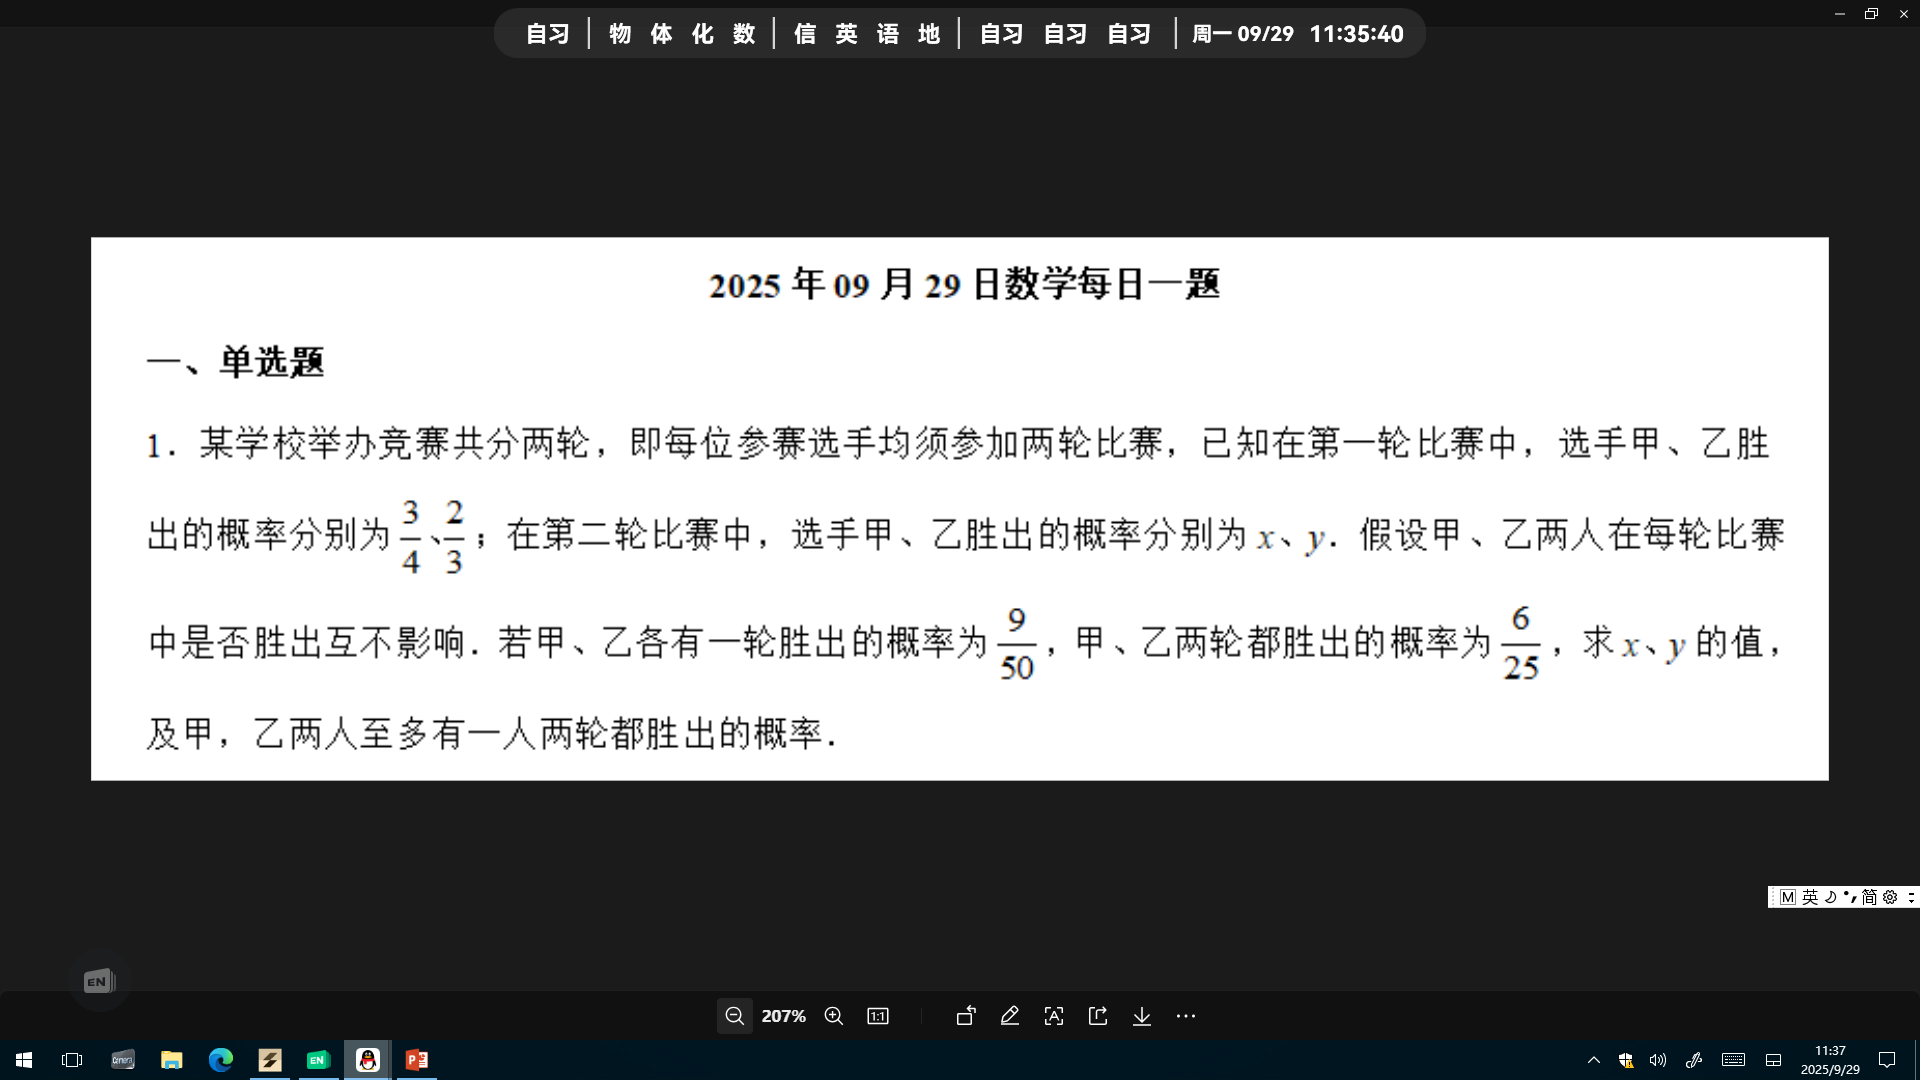 自习 | 物 体 化 数 | 信 英 语 地 | 自习 自习 自习 | 周一 09/29 11:35:40
2025 年 09 月 29 日数学每日一题
一、单选题
1. 某学校举办竞赛共分两轮，即每位参赛选手均须参加两轮比赛，已知在第一轮比赛中，选手甲、乙胜
出的概率分别为 3/4、2/3；在第二轮比赛中，选手甲、乙胜出的概率分别为 x、y. 假设甲、乙两人在每轮比赛
中是否胜出互不影响. 若甲、乙各有一轮胜出的概率为 9/50，甲、乙两轮都胜出的概率为 6/25，求 x、y 的值，
及甲，乙两人至多有一人两轮都胜出的概率.
M 英 简
EN
207% 1:1 A
Camera EN P
11:37
2025/9/29